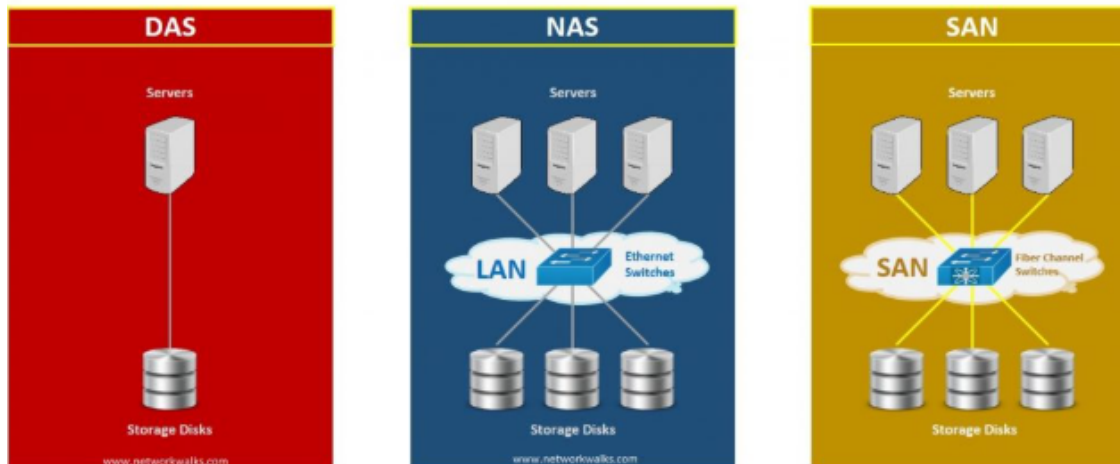 DAS
Servers
Storage Disks
www.networkwalks.com
NAS
Servers
LAN
Ethernet
Switches
Storage Disks
www.networkwalks.com
SAN
Servers
SAN
Fiber Channel
Switches
Storage Disks